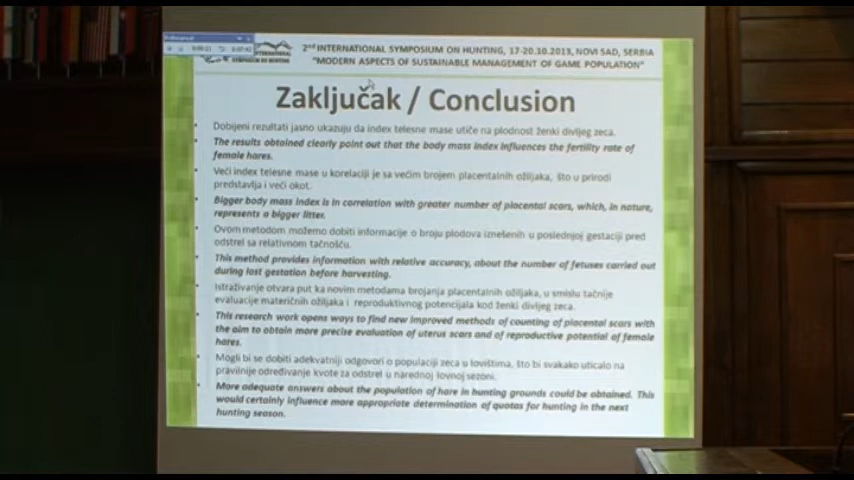 2nd INTERNATIONAL SYMPOSIUM ON HUNTING, 17-20.10.2013, NOVI SAD, SERBIA
"MODERN ASPECTS OF SUSTAINABLE MANAGEMENT OF GAME POPULATION"
SYMPOSIUM ON HUNTING
Zaključak / Conclusion
• Dobijeni rezultati jasno ukazuju da index telesne mase utiče na plodnost ženki divljeg zeca.
• The results obtained clearly point out that the body mass index influences the fertility rate of
female hares.
• Veći index telesne mase u korelaciji je sa većim brojem placentalnih ožiljaka, što u prirodi
predstavlja i veći okot.
• Bigger body mass index is in correlation with greater number of placental scars, which, in nature,
represents a bigger litter.
• Ovom metodom možemo dobiti informacije o broju plodova iznešenih u poslednjoj gestaciji pred
odstrel sa relativnom tačnošću.
• This method provides information with relative accuracy, about the number of fetuses carried out
during last gestation before harvesting.
• Istraživanje otvara put ka novim metodama brojanja placentalnih ožiljaka, u smislu tačnije
evaluacije materičnih ožiljaka i reproduktivnog potencijala kod ženki divljeg zeca.
• This research work opens ways to find new improved methods of counting of placental scars with
the aim to obtain more precise evaluation of uterus scars and of reproductive potential of female
hares.
• Mogli bi se dobiti adekvatniji odgovori o populaciji zeca u lovištima, što bi svakako uticalo na
pravilnije određivanje kvote za odstrel u narednoj lovnoj sezoni.
• More adequate answers about the population of hare in hunting grounds could be obtained. This
would certainly influence more appropriate determination of quotas for hunting in the next
hunting season.